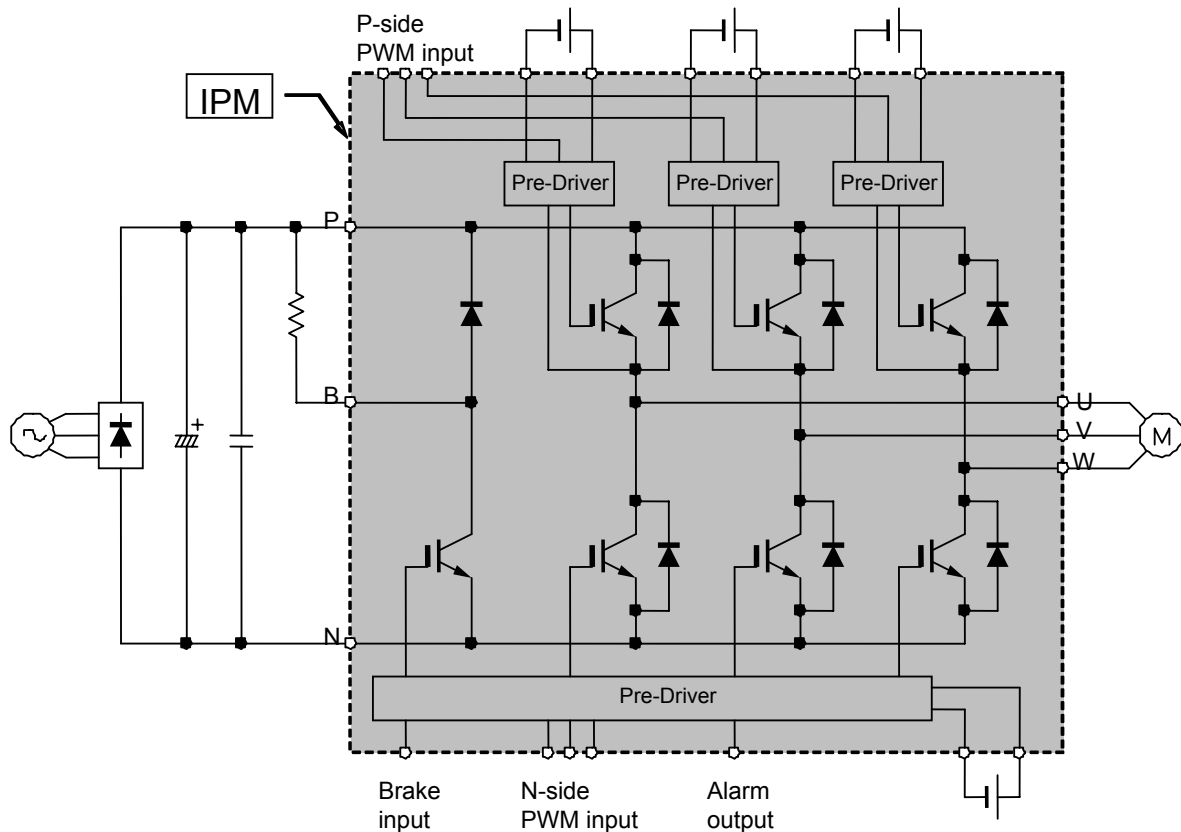 P-side
PWM input
IPM
Pre-Driver
Pre-Driver
Pre-Driver
P
B
+
U
V
M
W
N
Pre-Driver
Brake
input
N-side
PWM input
Alarm
output